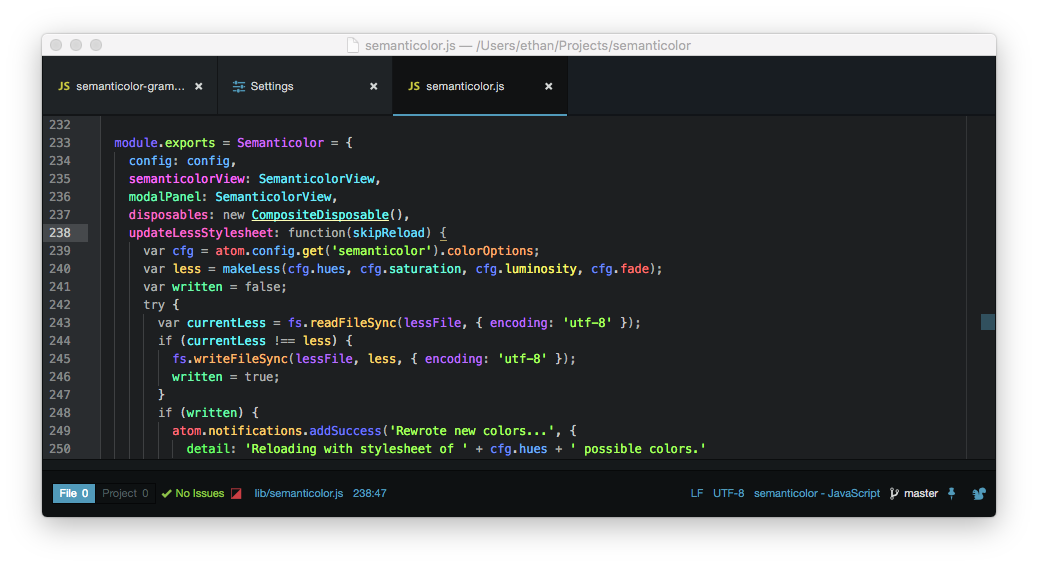 semanticolor.js — /Users/ethan/Projects/semanticolor
JS semanticolor-gram... × Settings × JS semanticolor.js ×
232
233 module.exports = Semanticolor = {
234 config: config,
235 semanticolorView: SemanticolorView,
236 modalPanel: SemanticolorView,
237 disposables: new CompositeDisposable(),
238 updateLessStylesheet: function(skipReload) {
239 var cfg = atom.config.get('semanticolor').colorOptions;
240 var less = makeLess(cfg.hues, cfg.saturation, cfg.luminosity, cfg.fade);
241 var written = false;
242 try {
243 var currentLess = fs.readFileSync(lessFile, { encoding: 'utf-8' });
244 if (currentLess !== less) {
245 fs.writeFileSync(lessFile, less, { encoding: 'utf-8' });
246 written = true;
247 }
248 if (written) {
249 atom.notifications.addSuccess('Rewrote new colors...', {
250 detail: 'Reloading with stylesheet of ' + cfg.hues + ' possible colors.'
File 0 Project 0 No Issues lib/semanticolor.js 238:47 LF UTF-8 semanticolor - JavaScript master